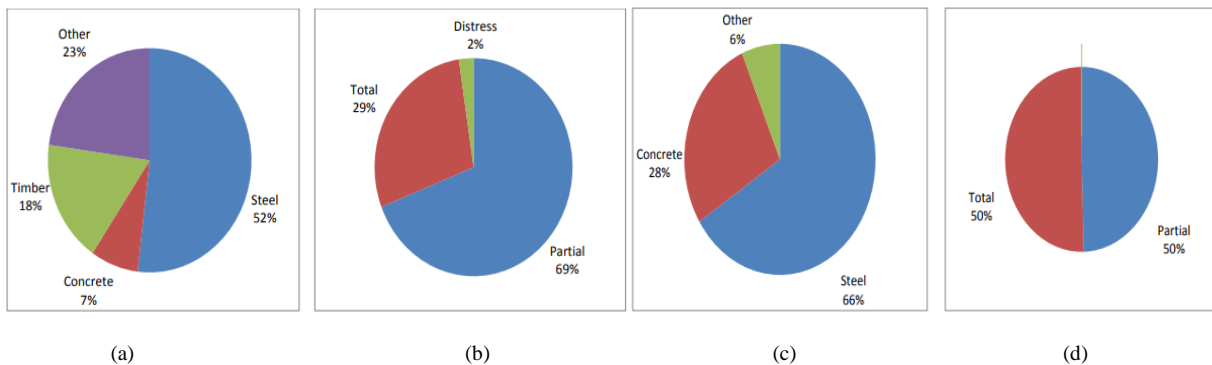 Other
23%
Timber
18%
Concrete
7%
Steel
52%
(a)
Distress
2%
Total
29%
Partial
69%
(b)
Other
6%
Concrete
28%
Steel
66%
(c)
Total
50%
Partial
50%
(d)